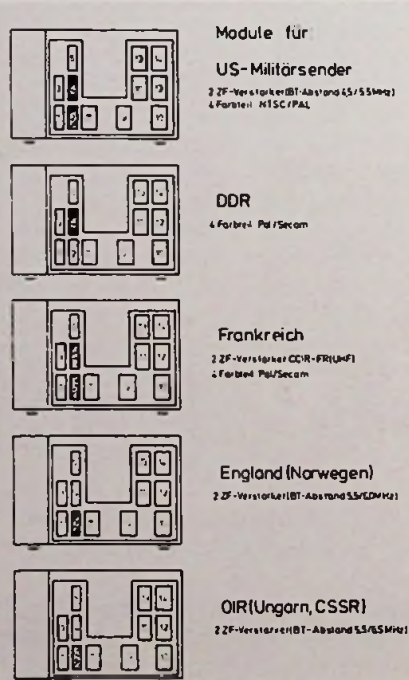 Module für
US-Militärsender
2 ZF-Verstärker(BT-Abstand 4,5/5,5MHz)
4 Farbteil NTSC/PAL
DDR
4 Farbteil Pal/Secam
Frankreich
2 ZF-Verstärker CCIR-FR(UHF)
4 Farbteil Pal/Secam
England (Norwegen)
2 ZF-Verstärker(BT-Abstand 5,5/6,0MHz)
OIR(Ungarn, CSSR)
2 ZF-Verstärker(BT-Abstand 5,5/6,5MHz)